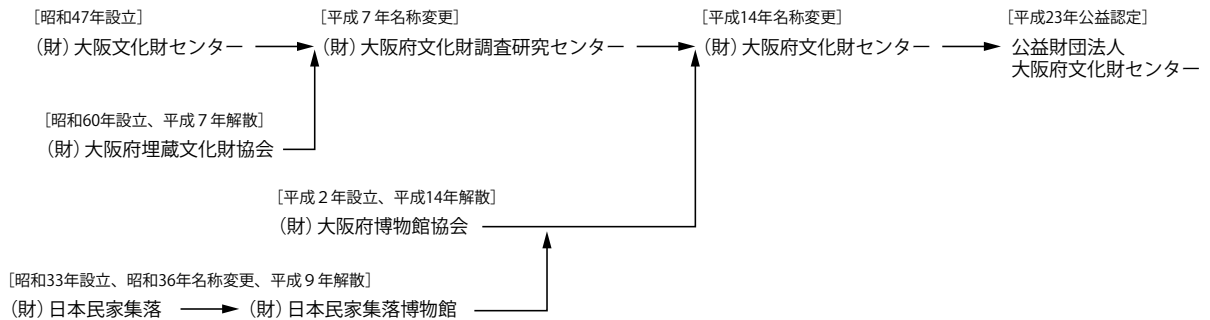 ［昭和47年設立］
（財）大阪文化財センター
［平成７年名称変更］
（財）大阪府文化財調査研究センター
［平成14年名称変更］
（財）大阪府文化財センター
［平成23年公益認定］
公益財団法人
大阪府文化財センター
［昭和60年設立、平成７年解散］
（財）大阪府埋蔵文化財協会
［平成２年設立、平成14年解散］
（財）大阪府博物館協会
［昭和33年設立、昭和36年名称変更、平成９年解散］
（財）日本民家集落
（財）日本民家集落博物館